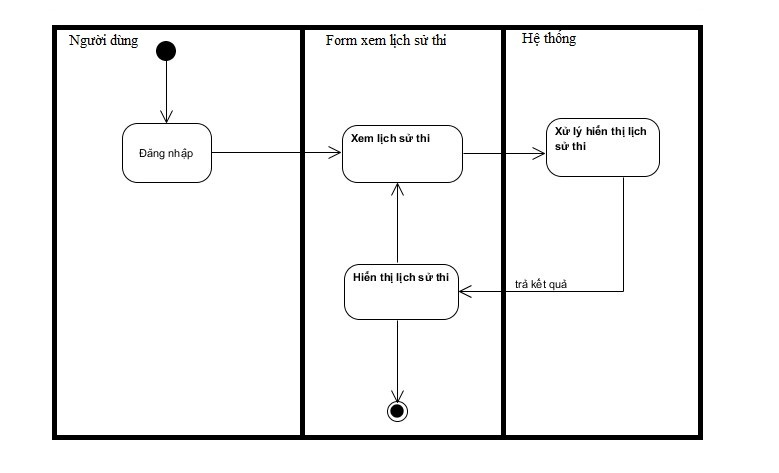 Người dùng
Form xem lịch sử thi
Hệ thống
Đăng nhập
Xem lịch sử thi
Xử lý hiển thị lịch
sử thi
Hiển thị lịch sử thi
trả kết quả